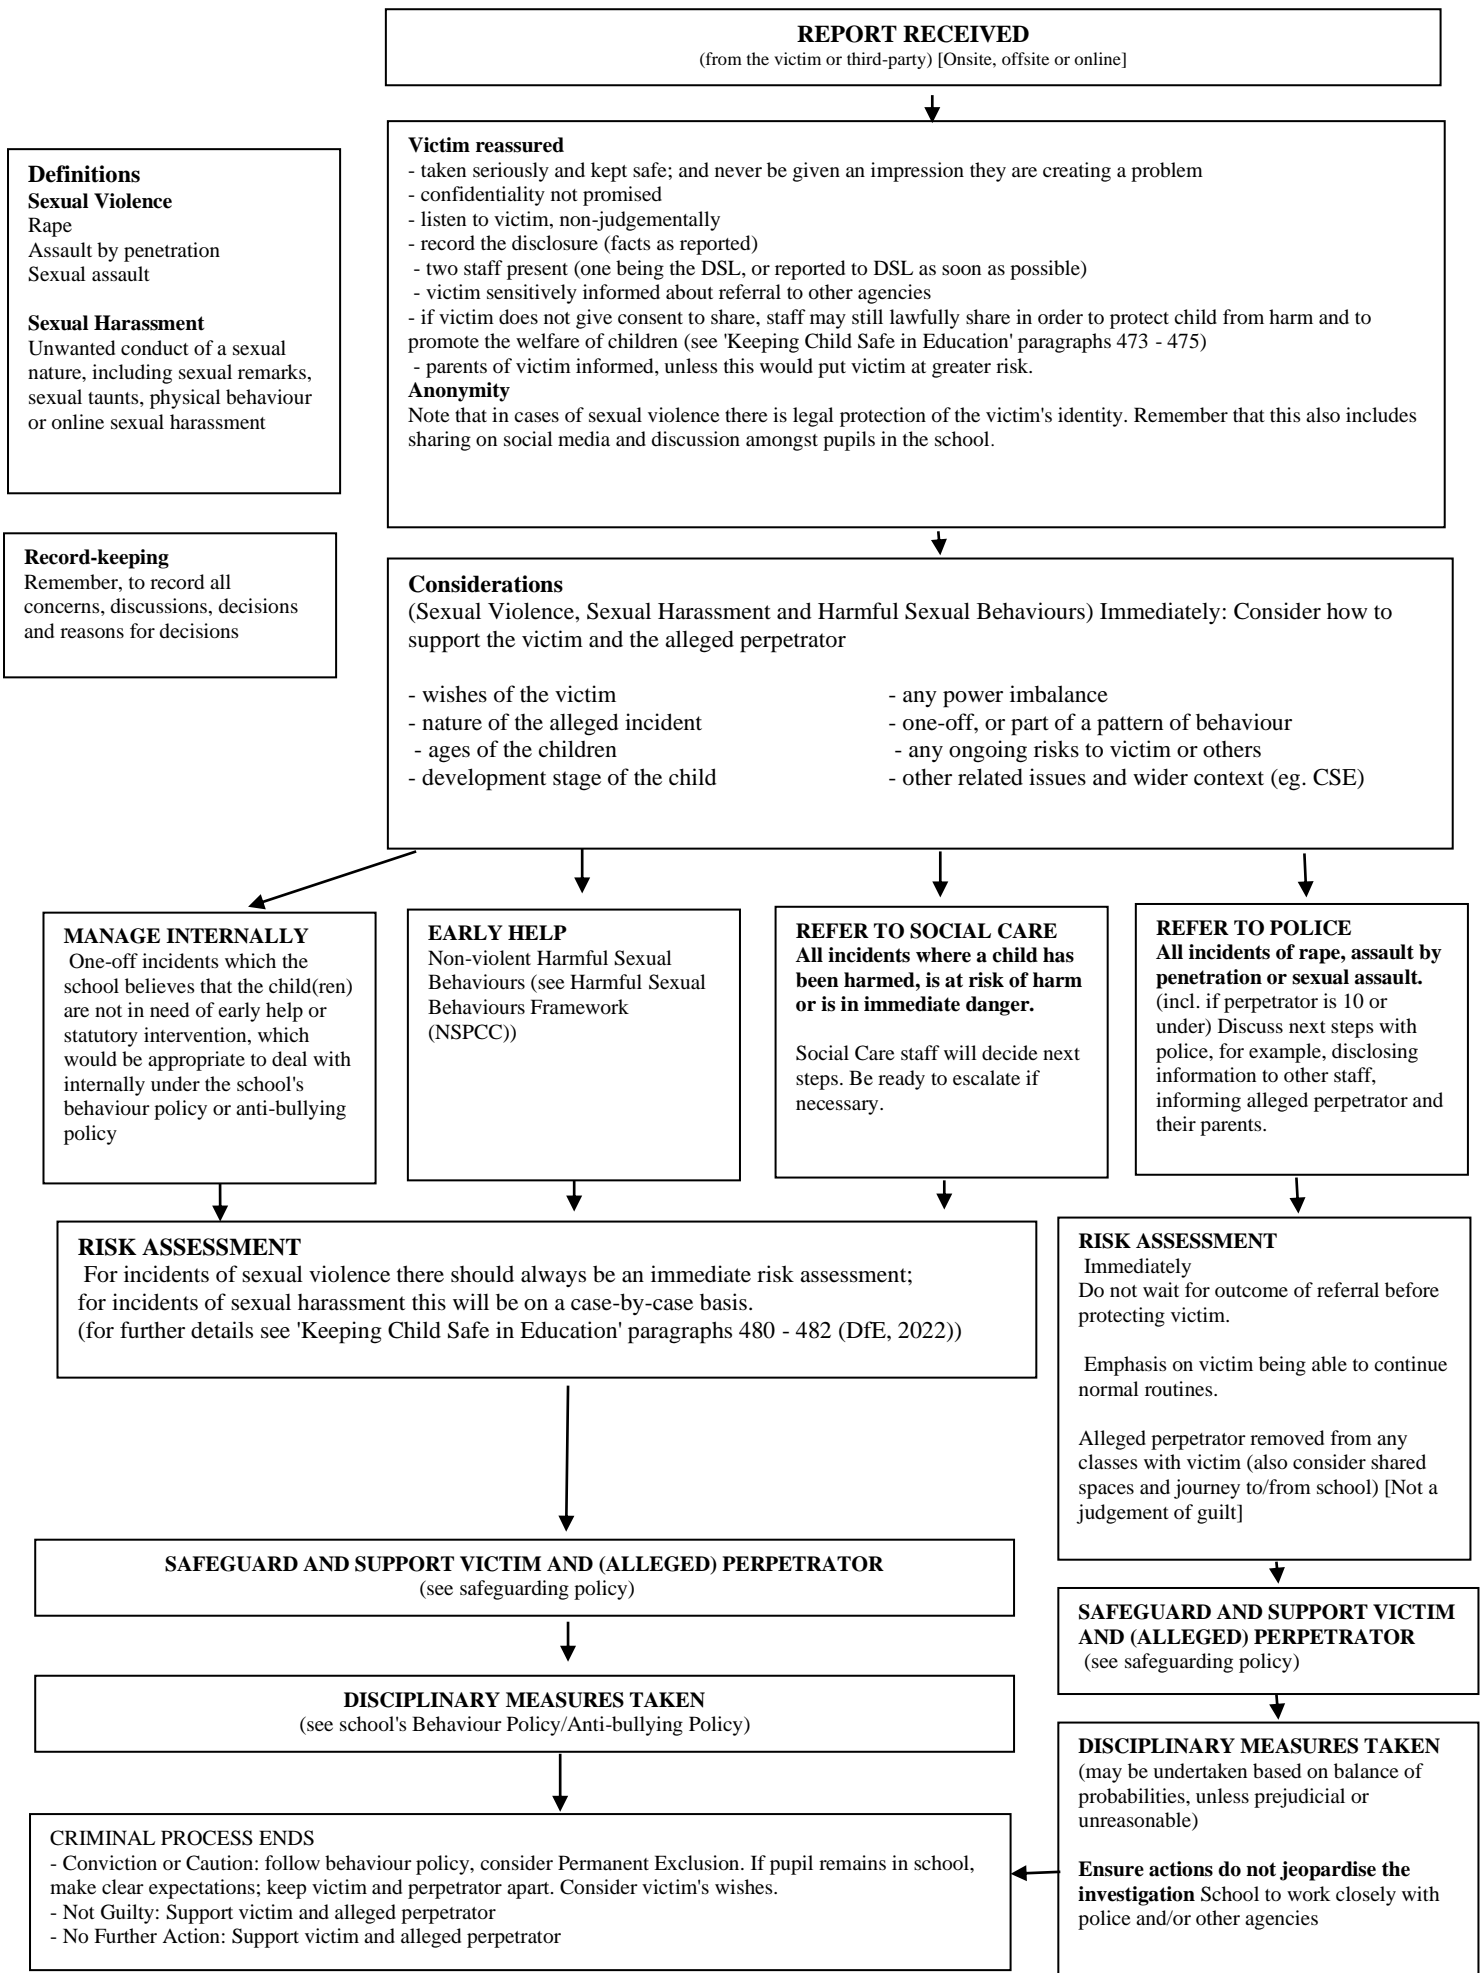 REPORT RECEIVED
(from the victim or third-party) [Onsite, offsite or online]
Definitions
Sexual Violence
Rape
Assault by penetration
Sexual assault
Sexual Harassment
Unwanted conduct of a sexual
nature, including sexual remarks,
sexual taunts, physical behaviour
or online sexual harassment
Victim reassured
- taken seriously and kept safe; and never be given an impression they are creating a problem
- confidentiality not promised
- listen to victim, non-judgementally
- record the disclosure (facts as reported)
- two staff present (one being the DSL, or reported to DSL as soon as possible)
- victim sensitively informed about referral to other agencies
- if victim does not give consent to share, staff may still lawfully share in order to protect child from harm and to
promote the welfare of children (see 'Keeping Child Safe in Education' paragraphs 473 - 475)
- parents of victim informed, unless this would put victim at greater risk.
Anonymity
Note that in cases of sexual violence there is legal protection of the victim's identity. Remember that this also includes
sharing on social media and discussion amongst pupils in the school.
Record-keeping
Remember, to record all
concerns, discussions, decisions
and reasons for decisions
Considerations
(Sexual Violence, Sexual Harassment and Harmful Sexual Behaviours) Immediately: Consider how to
support the victim and the alleged perpetrator
- wishes of the victim
- nature of the alleged incident
- ages of the children
- development stage of the child
- any power imbalance
- one-off, or part of a pattern of behaviour
- any ongoing risks to victim or others
- other related issues and wider context (eg. CSE)
MANAGE INTERNALLY
One-off incidents which the
school believes that the child(ren)
are not in need of early help or
statutory intervention, which
would be appropriate to deal with
internally under the school's
behaviour policy or anti-bullying
policy
EARLY HELP
Non-violent Harmful Sexual
Behaviours (see Harmful Sexual
Behaviours Framework
(NSPCC))
REFER TO SOCIAL CARE
All incidents where a child has
been harmed, is at risk of harm
or is in immediate danger.
Social Care staff will decide next
steps. Be ready to escalate if
necessary.
REFER TO POLICE
All incidents of rape, assault by
penetration or sexual assault.
(incl. if perpetrator is 10 or
under) Discuss next steps with
police, for example, disclosing
information to other staff,
informing alleged perpetrator and
their parents.
RISK ASSESSMENT
For incidents of sexual violence there should always be an immediate risk assessment;
for incidents of sexual harassment this will be on a case-by-case basis.
(for further details see 'Keeping Child Safe in Education' paragraphs 480 - 482 (DfE, 2022))
RISK ASSESSMENT
Immediately
Do not wait for outcome of referral before
protecting victim.
Emphasis on victim being able to continue
normal routines.
Alleged perpetrator removed from any
classes with victim (also consider shared
spaces and journey to/from school) [Not a
judgement of guilt]
SAFEGUARD AND SUPPORT VICTIM AND (ALLEGED) PERPETRATOR
(see safeguarding policy)
SAFEGUARD AND SUPPORT VICTIM
AND (ALLEGED) PERPETRATOR
(see safeguarding policy)
DISCIPLINARY MEASURES TAKEN
(see school's Behaviour Policy/Anti-bullying Policy)
DISCIPLINARY MEASURES TAKEN
(may be undertaken based on balance of
probabilities, unless prejudicial or
unreasonable)
Ensure actions do not jeopardise the
investigation School to work closely with
police and/or other agencies
CRIMINAL PROCESS ENDS
- Conviction or Caution: follow behaviour policy, consider Permanent Exclusion. If pupil remains in school,
make clear expectations; keep victim and perpetrator apart. Consider victim's wishes.
- Not Guilty: Support victim and alleged perpetrator
- No Further Action: Support victim and alleged perpetrator